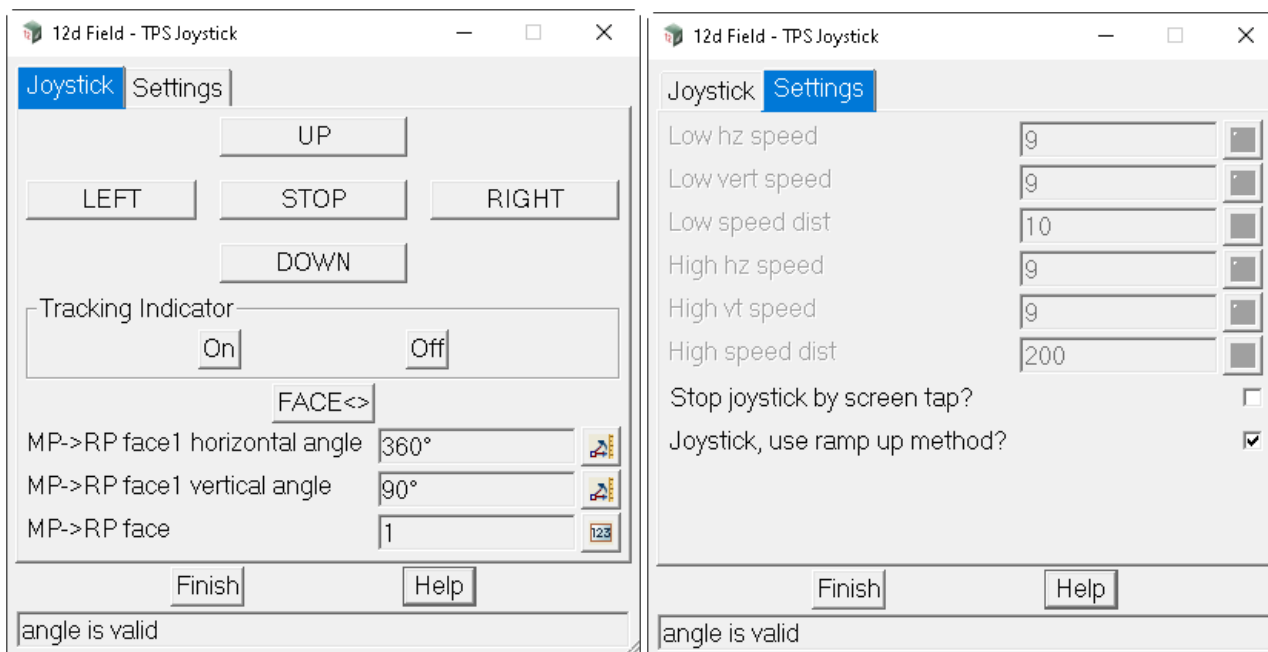 12d Field - TPS Joystick
Joystick Settings
UP
LEFT STOP RIGHT
DOWN
Tracking Indicator
On Off
FACE<>
MP->RP face1 horizontal angle 360°
MP->RP face1 vertical angle 90°
MP->RP face 1 123
Finish Help
angle is valid
12d Field - TPS Joystick
Joystick Settings
Low hz speed 9
Low vert speed 9
Low speed dist 10
High hz speed 9
High vt speed 9
High speed dist 200
Stop joystick by screen tap?
Joystick, use ramp up method?
Finish Help
angle is valid